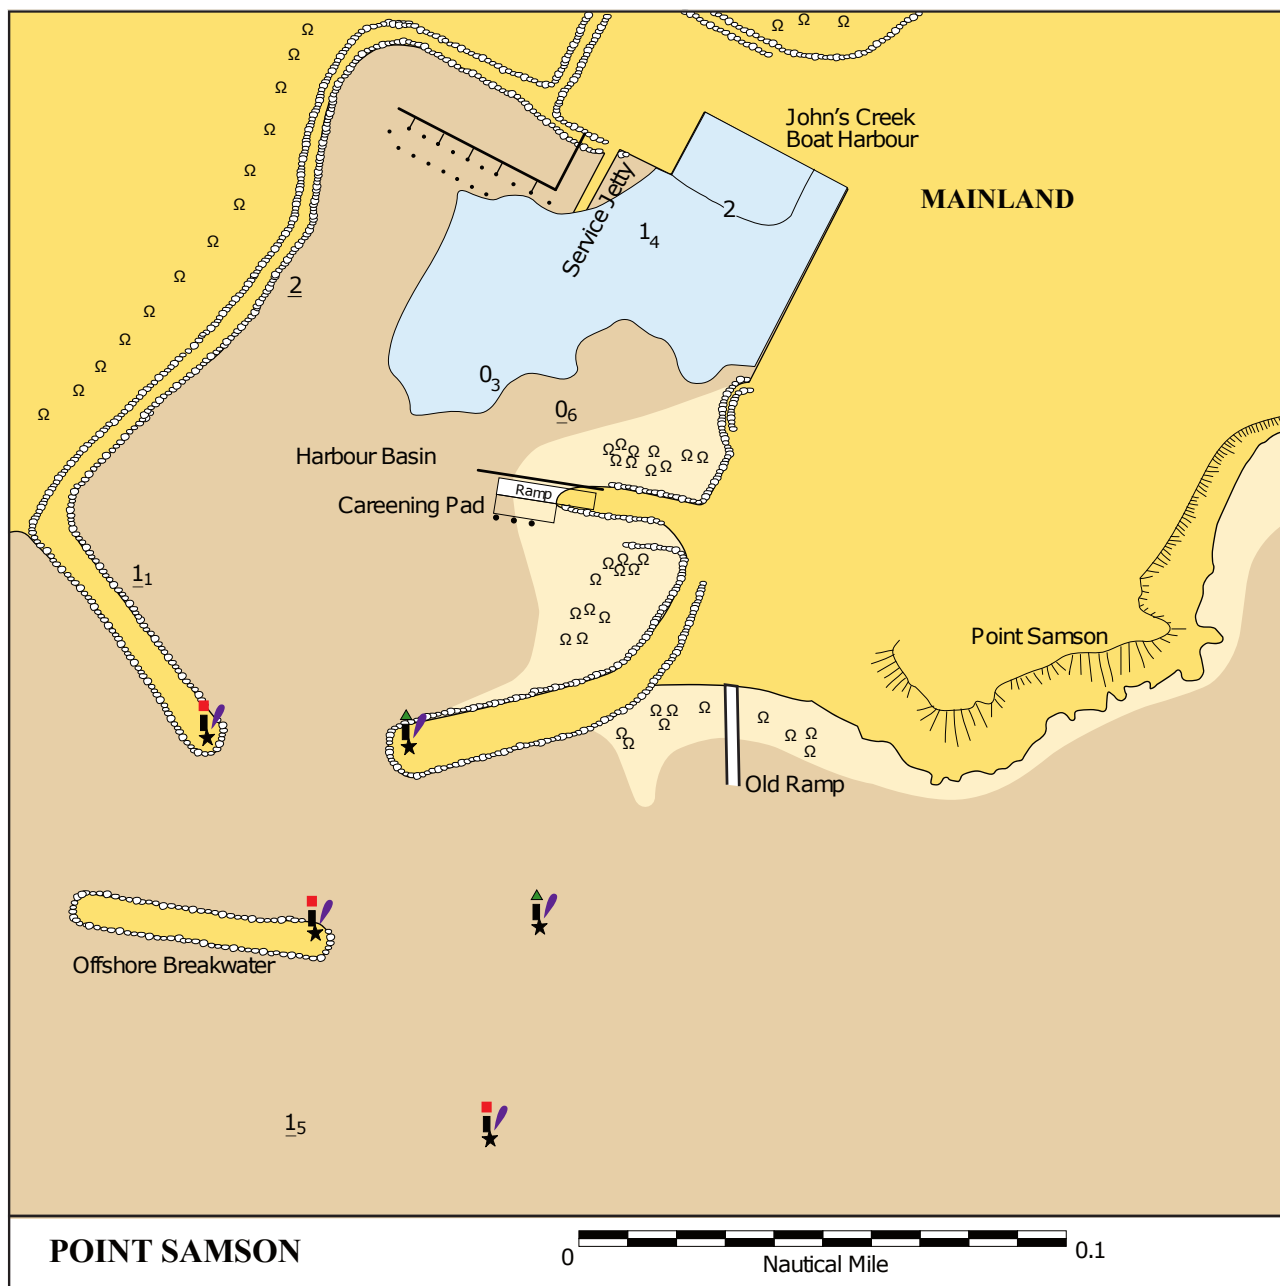 John's Creek
Boat Harbour
MAINLAND
Service Jetty
2
1₄
2
0₃
0₆
Harbour Basin
Ramp
Careening Pad
1₁
Point Samson
Old Ramp
Offshore Breakwater
1₅
POINT SAMSON
0
0.1
Nautical Mile